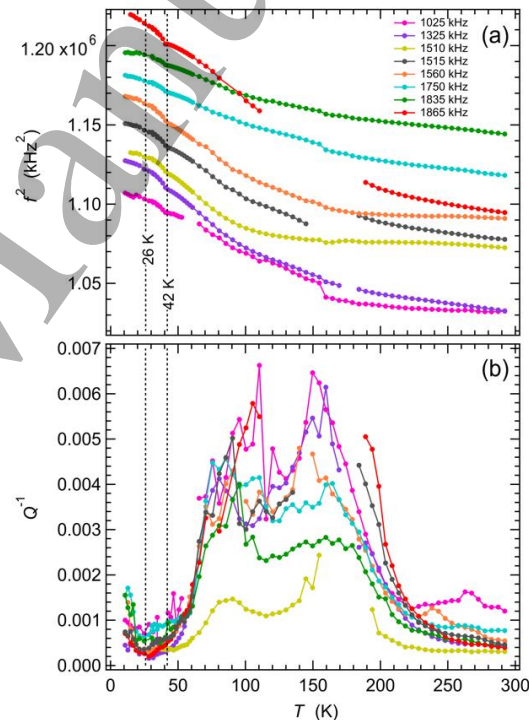 (a)
1025 kHz
1325 kHz
1510 kHz
1515 kHz
1560 kHz
1750 kHz
1835 kHz
1865 kHz
1.20 x10⁶
1.15
1.10
1.05
f² (kHz²)
26 K
42 K
(b)
0.007
0.006
0.005
0.004
0.003
0.002
0.001
0.000
Q⁻¹
0 50 100 150 200 250 300
T (K)